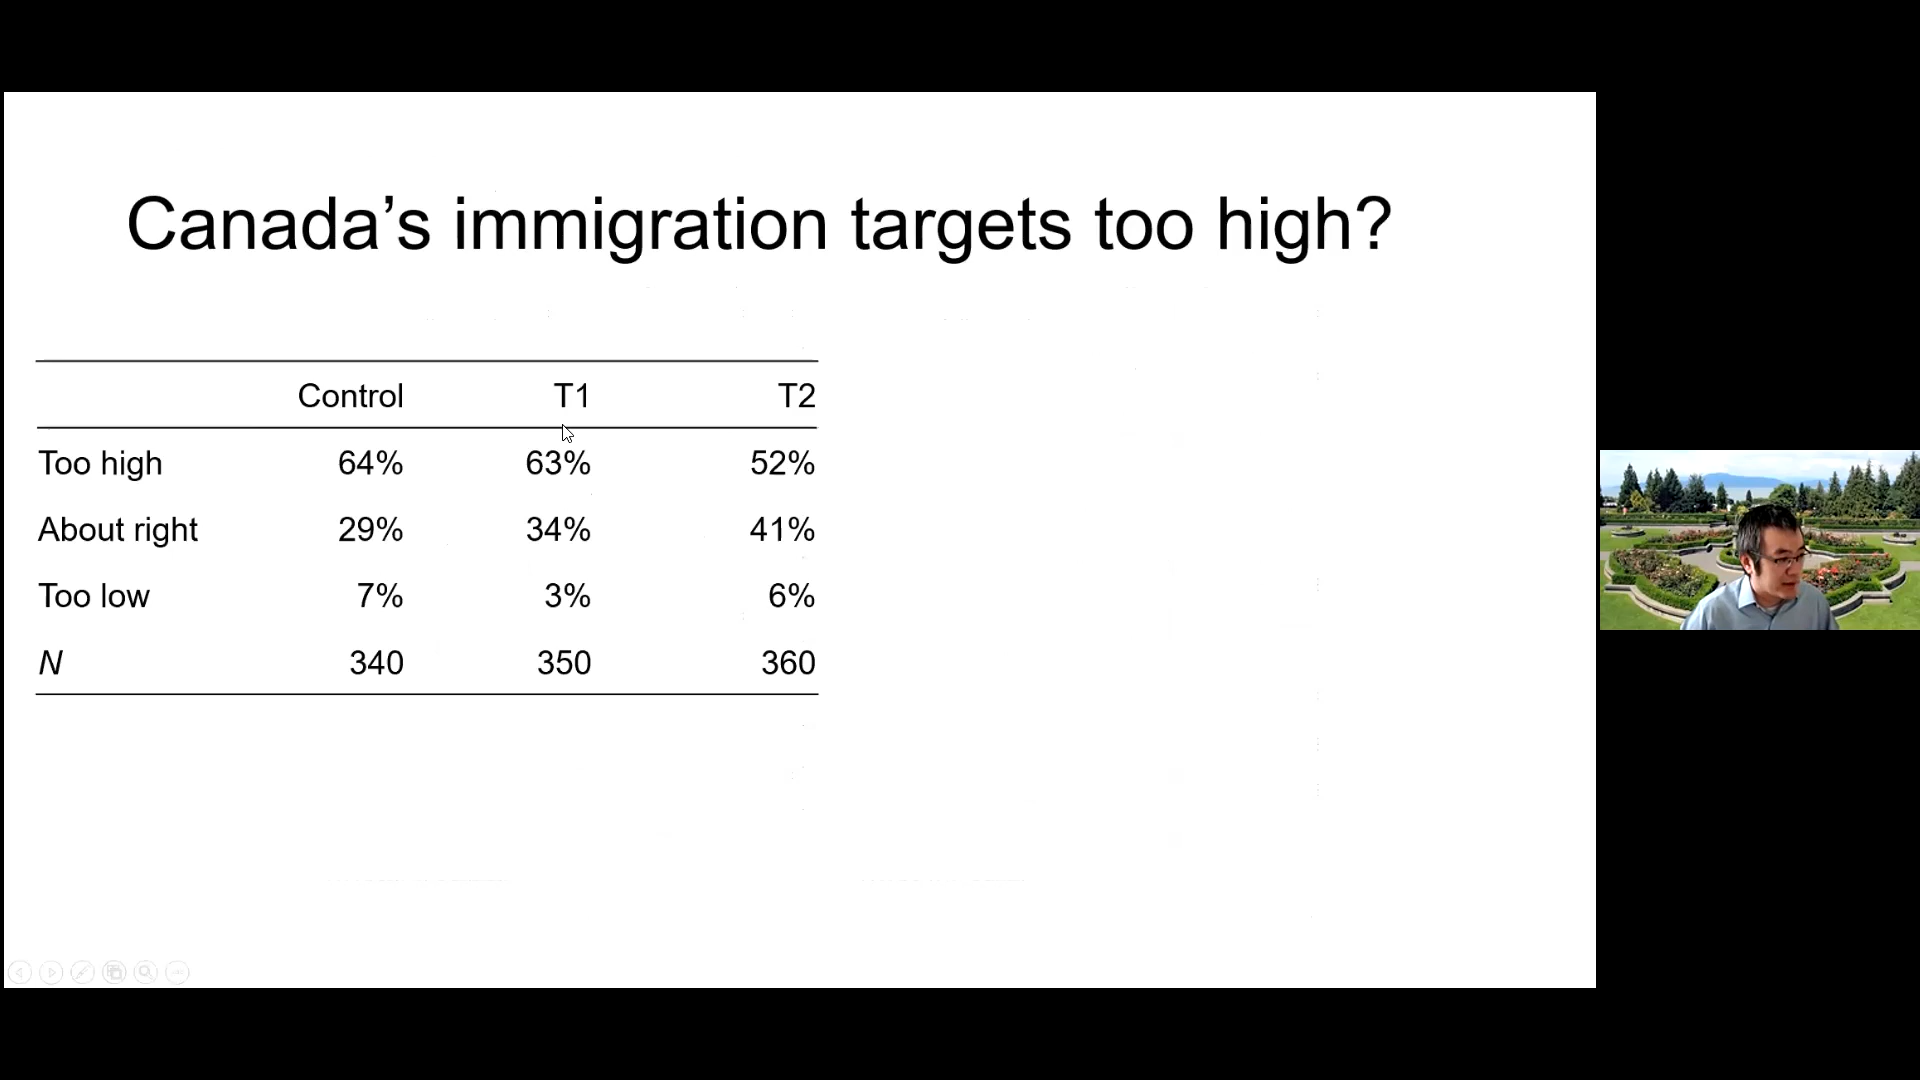 Canada’s immigration targets too high?
Control T1 T2
Too high 64% 63% 52%
About right 29% 34% 41%
Too low 7% 3% 6%
N 340 350 360